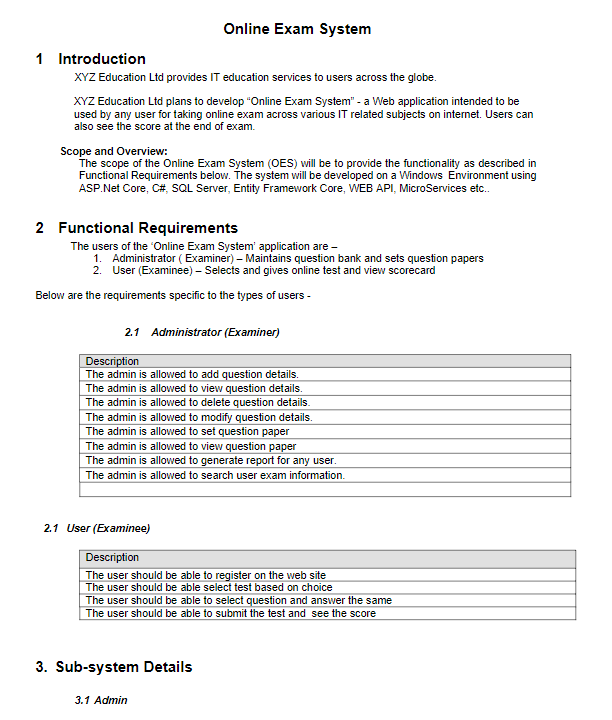 Online Exam System
1 Introduction
XYZ Education Ltd provides IT education services to users across the globe.
XYZ Education Ltd plans to develop “Online Exam System” - a Web application intended to be
used by any user for taking online exam across various IT related subjects on internet. Users can
also see the score at the end of exam.
Scope and Overview:
The scope of the Online Exam System (OES) will be to provide the functionality as described in
Functional Requirements below. The system will be developed on a Windows Environment using
ASP.Net Core, C#, SQL Server, Entity Framework Core, WEB API, MicroServices etc..
2 Functional Requirements
The users of the ‘Online Exam System’ application are –
1. Administrator ( Examiner) – Maintains question bank and sets question papers
2. User (Examinee) – Selects and gives online test and view scorecard
Below are the requirements specific to the types of users -
2.1 Administrator (Examiner)
Description
The admin is allowed to add question details.
The admin is allowed to view question details.
The admin is allowed to delete question details.
The admin is allowed to modify question details.
The admin is allowed to set question paper
The admin is allowed to view question paper
The admin is allowed to generate report for any user.
The admin is allowed to search user exam information.
2.1 User (Examinee)
Description
The user should be able to register on the web site
The user should be able select test based on choice
The user should be able to select question and answer the same
The user should be able to submit the test and see the score
3. Sub-system Details
3.1 Admin